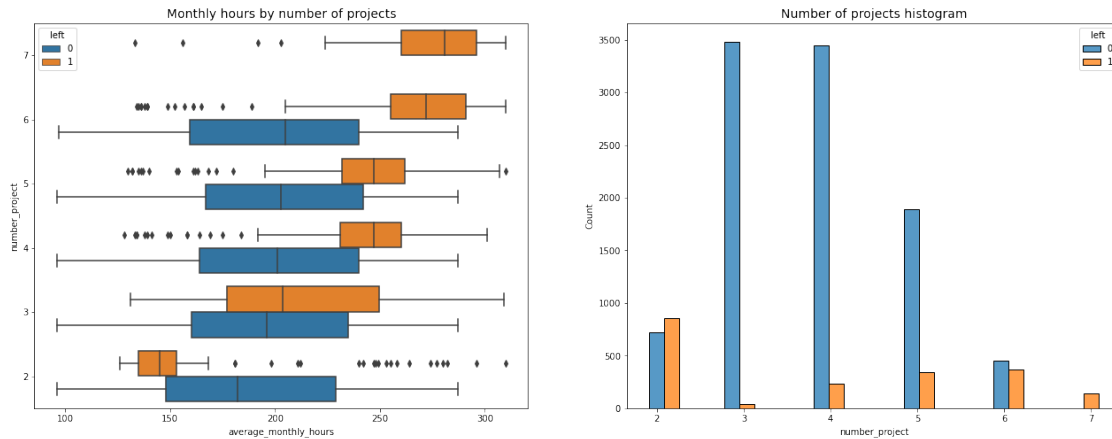 Monthly hours by number of projects
left
0
1
7
6
5
4
3
2
number_project
100 150 200 250 300
average_monthly_hours
Number of projects histogram
left
0
1
3500
3000
2500
2000
1500
1000
500
0
Count
2 3 4 5 6 7
number_project